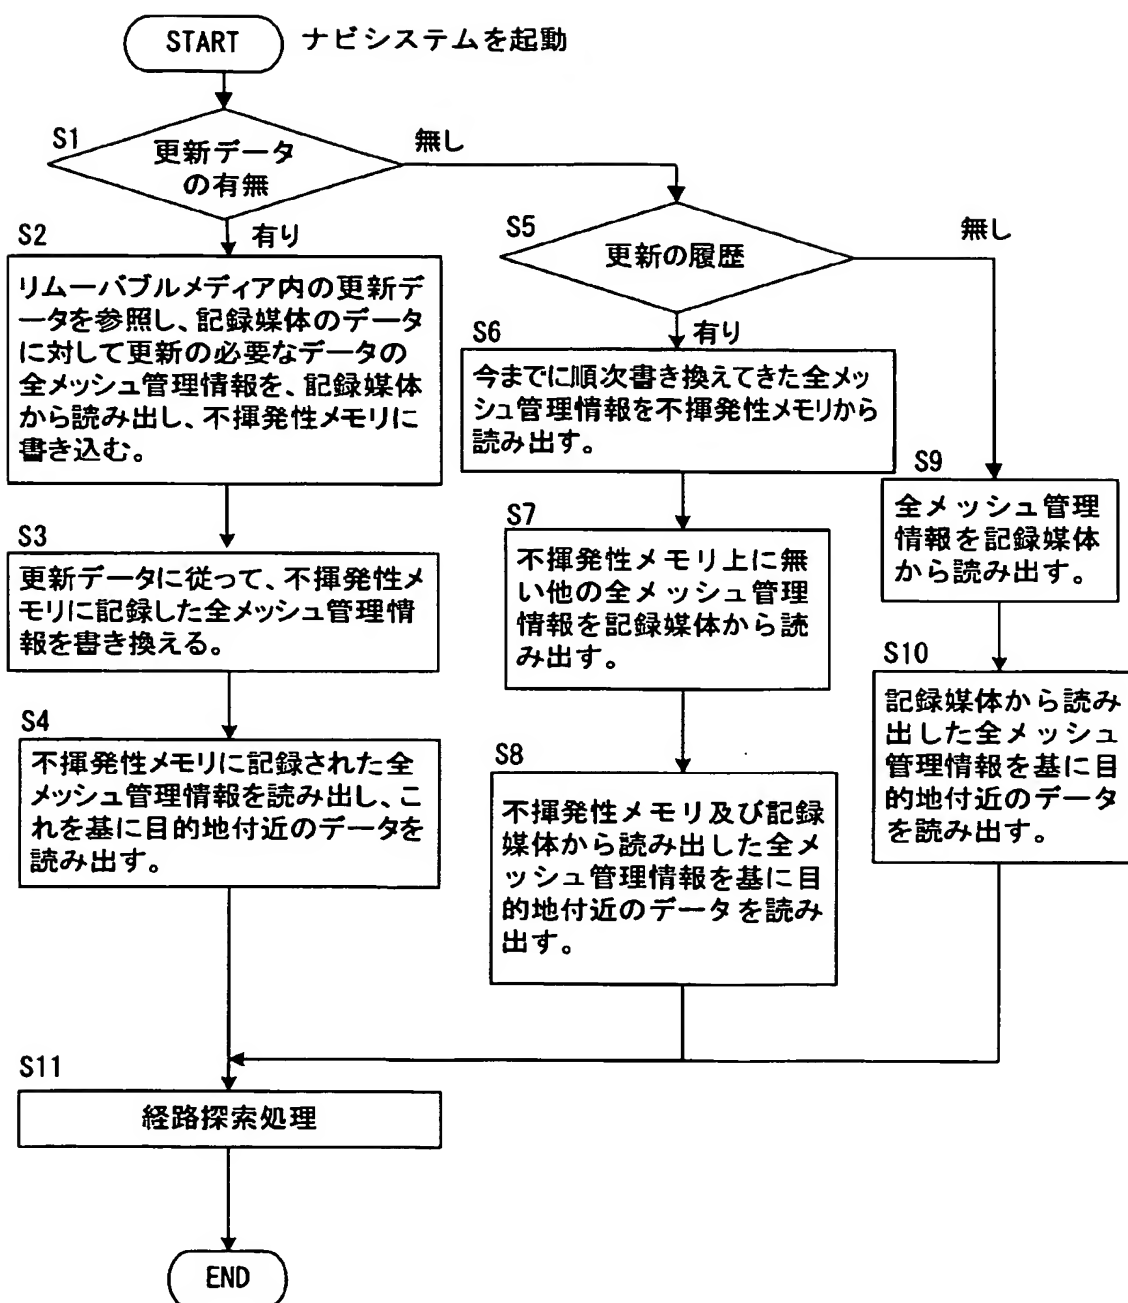 START
ナビシステムを起動
S1
更新データ
の有無
無し
有り
S2
リムーバブルメディア内の更新デ
ータを参照し、記録媒体のデータ
に対して更新の必要なデータの
全メッシュ管理情報を、記録媒体
から読み出し、不揮発性メモリに
書き込む。
S3
更新データに従って、不揮発性メ
モリに記録した全メッシュ管理情
報を書き換える。
S4
不揮発性メモリに記録された全
メッシュ管理情報を読み出し、こ
れを基に目的地付近のデータを
読み出す。
S5
更新の履歴
無し
有り
S6
今までに順次書き換えてきた全メッ
シュ管理情報を不揮発性メモリから
読み出す。
S7
不揮発性メモリ上に無
い他の全メッシュ管理
情報を記録媒体から読
み出す。
S8
不揮発性メモリ及び記録
媒体から読み出した全メ
ッシュ管理情報を基に目
的地付近のデータを読み
出す。
S9
全メッシュ管理
情報を記録媒体
から読み出す。
S10
記録媒体から読み
出した全メッシュ
管理情報を基に目
的地付近のデータ
を読み出す。
S11
経路探索処理
END